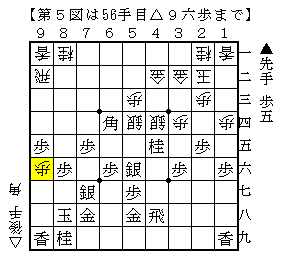 【第５図は56手目△９六歩まで】
９ ８ ７ ６ ５ ４ ３ ２ １
香 桂 桂 香 一
飛 金 金 玉 二
歩 歩 三
角 銀 銀 歩 歩 四
歩 歩 桂 歩 五
歩 歩 歩 銀 歩 歩 六
銀 歩 七
玉 金 金 飛 八
香 桂 香 九
▲先手 歩五
△後手 角